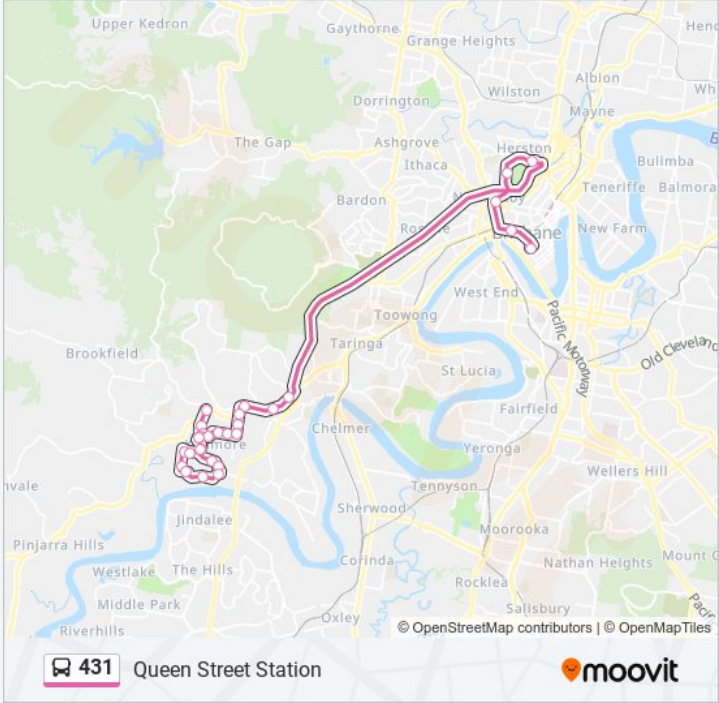 Upper Kedron
Gaythorne
Grange Heights
Albion
Wilston
Dorrington
Mayne
The Gap
Ashgrove
Herston
Ithaca
Bulimba
Teneriffe
Balmora
Bardon
New Farm
West End
Toowong
Pacific Motorway
Brookfield
Taringa
Old Cleveland
St Lucia
Fairfield
Chelmer
Yeronga
Wellers Hill
Tennyson
Sherwood
Jindalee
Moorooka
Pinjarra Hills
Corinda
Westlake
The Hills
Nathan Heights
Mount G
Rocklea
Middle Park
Salisbury
Oxley
Riverhills
© OpenStreetMap contributors | © OpenMapTiles
431 Queen Street Station
moovit